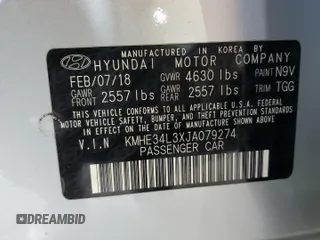 MANUFACTURED IN KOREA BY
HYUNDAI MOTOR COMPANY
FEB/07/18 GVWR 4630 lbs PAINT N9V
GAWR FRONT 2557 lbs GAWR REAR 2557 lbs TRIM TGG
THIS VEHICLE CONFORMS TO ALL APPLICABLE
FEDERAL MOTOR VEHICLE SAFETY, BUMPER, AND THEFT
PREVENTION STANDARDS IN EFFECT ON THE DATE OF
MANUFACTURE SHOWN ABOVE.
V.I.N KMHE34L3XJA079274
PASSENGER CAR
DREAMBID